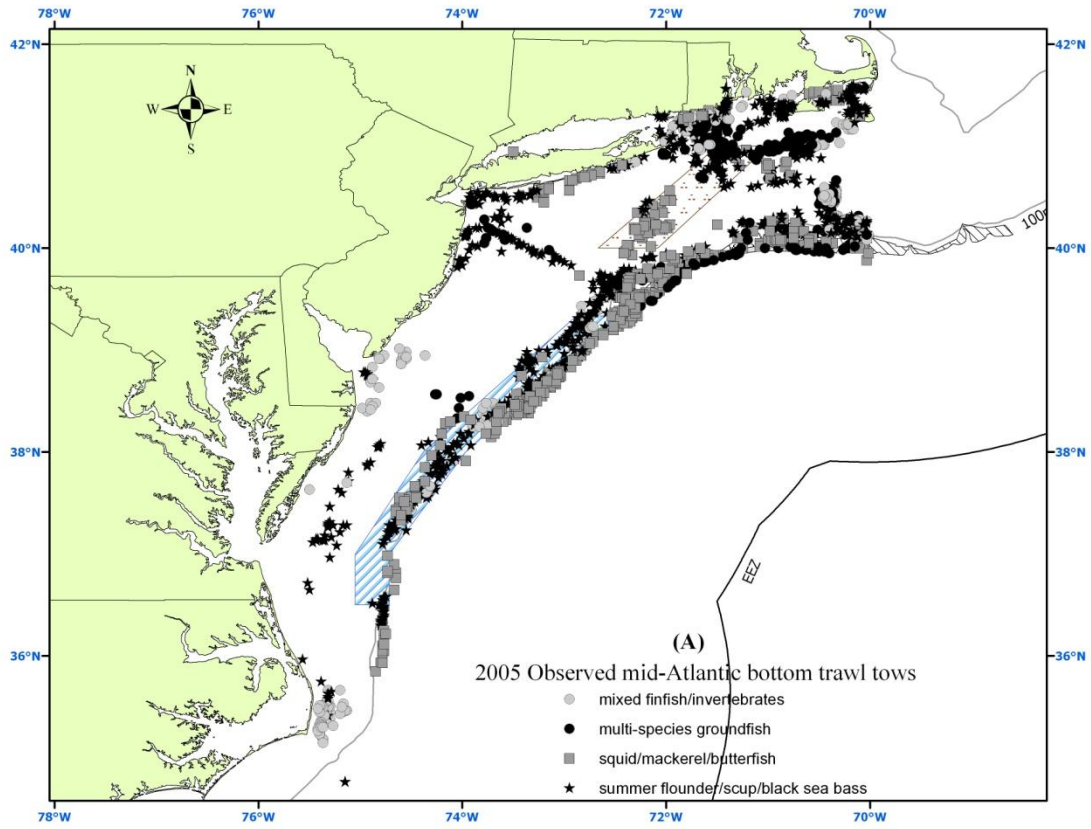 78°W 76°W 74°W 72°W 70°W
42°N 42°N
N
W E
S
40°N 40°N
38°N 38°N
36°N 36°N
EEZ
(A)
2005 Observed mid-Atlantic bottom trawl tows
mixed finfish/invertebrates
multi-species groundfish
squid/mackerel/butterfish
summer flounder/scup/black sea bass
78°W 76°W 74°W 72°W 70°W